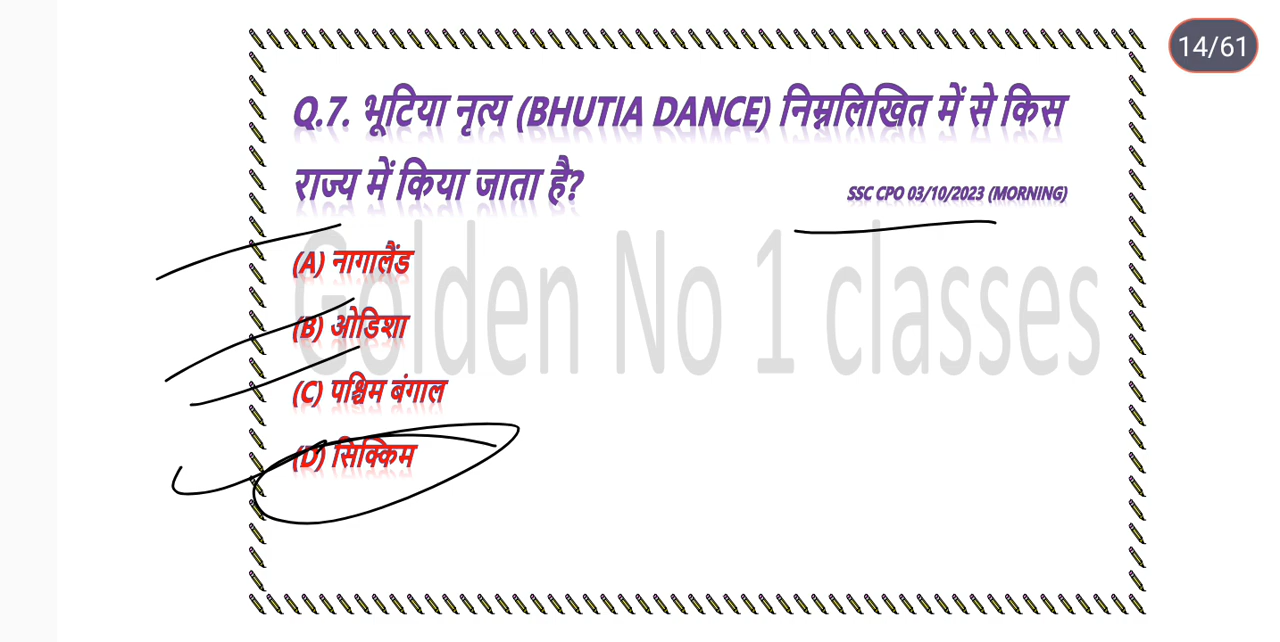 14/61
Q.7. भूटिया नृत्य (BHUTIA DANCE) निम्नलिखित में से किस
राज्य में किया जाता है?
SSC CPO 03/10/2023 (MORNING)
(A) नागालैंड
(B) ओडिशा
(C) पश्चिम बंगाल
(D) सिक्किम
Golden No 1 classes